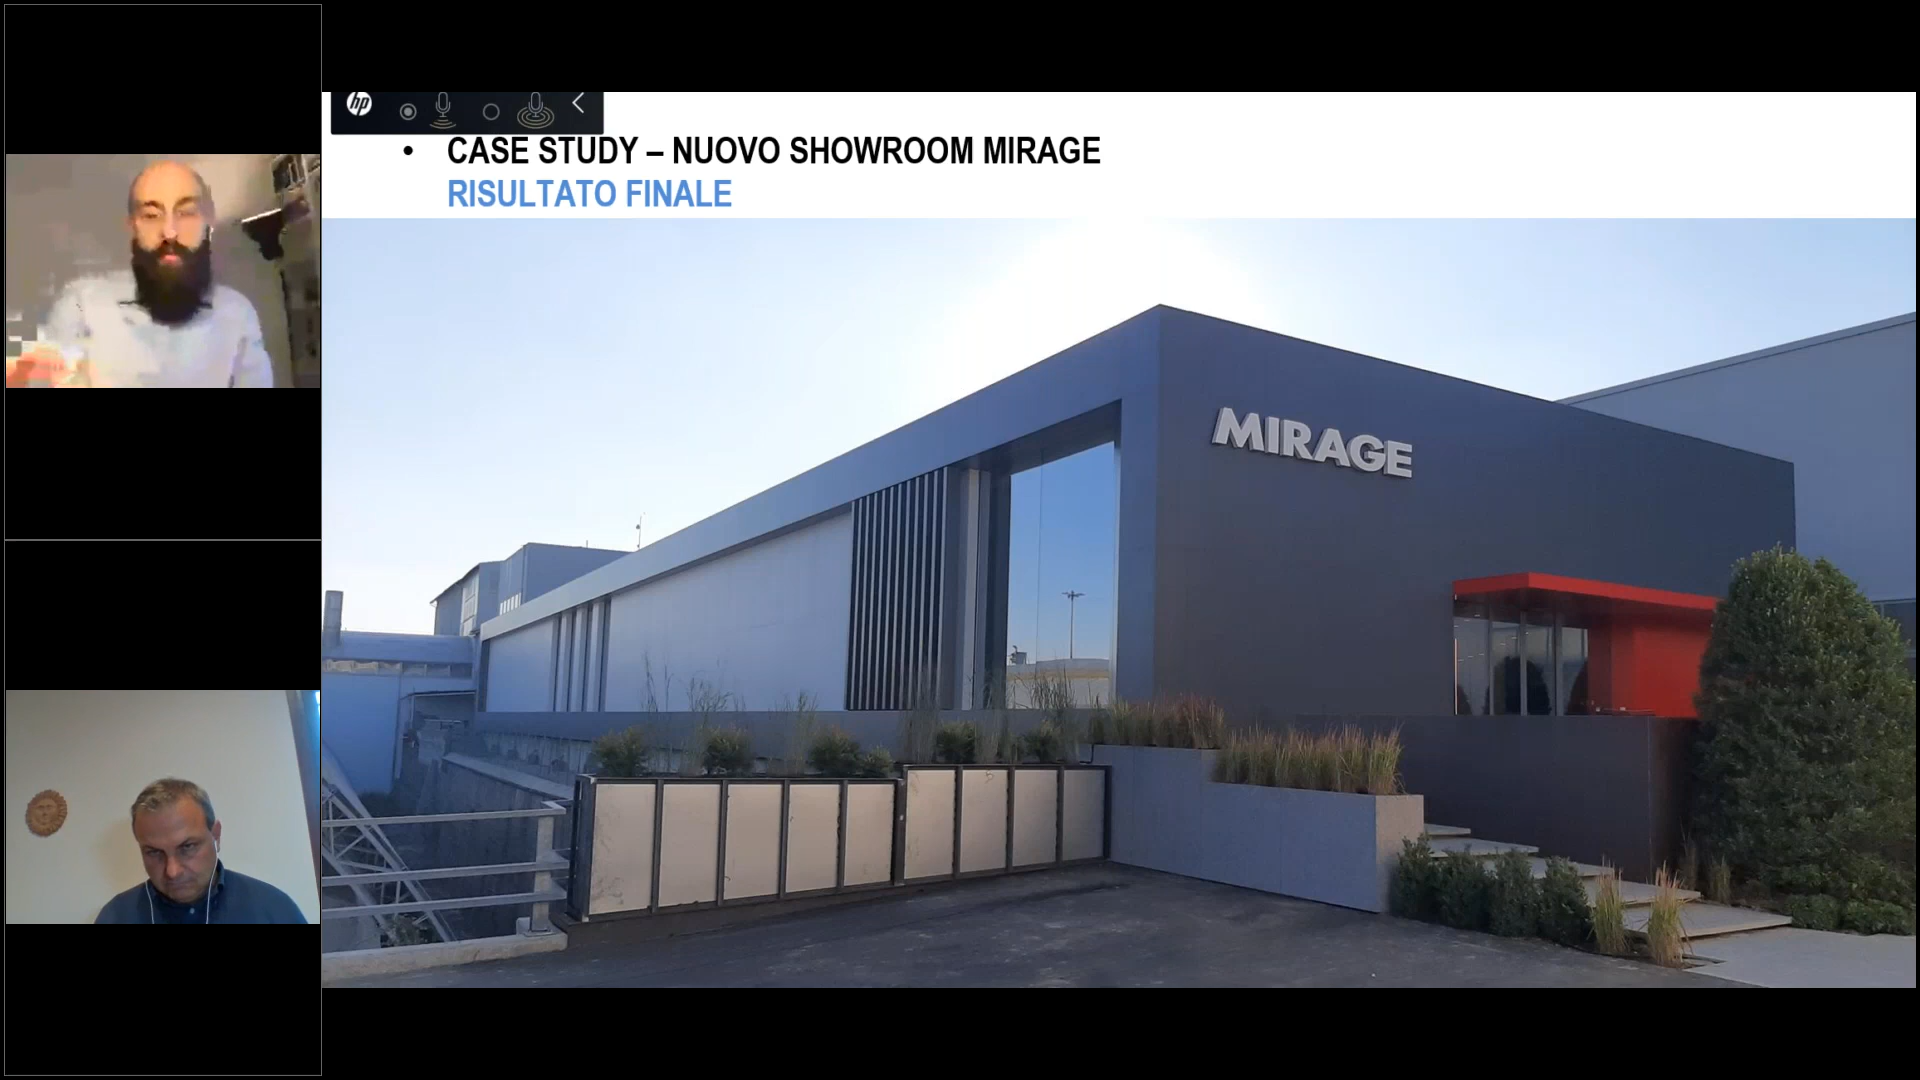 hp
• CASE STUDY – NUOVO SHOWROOM MIRAGE
RISULTATO FINALE
MIRAGE